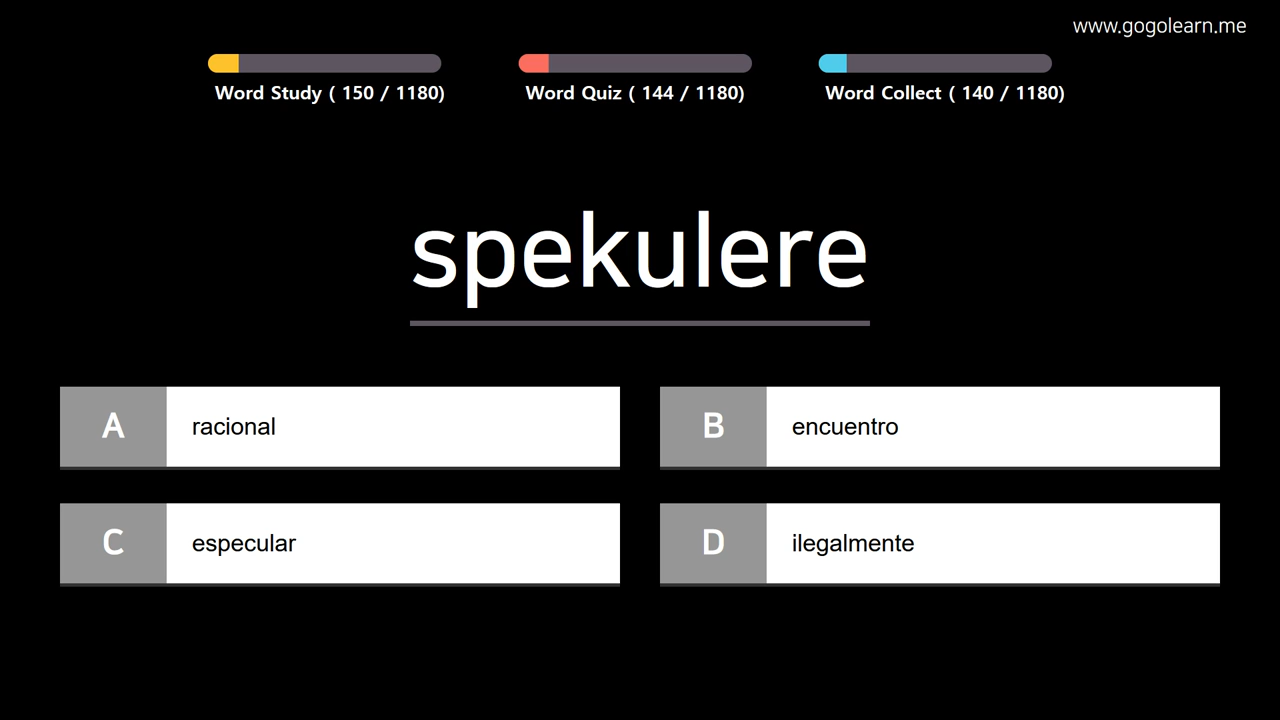 www.gogolearn.me
Word Study ( 150 / 1180)
Word Quiz ( 144 / 1180)
Word Collect ( 140 / 1180)
spekulere
A racional
B encuentro
C especular
D ilegalmente